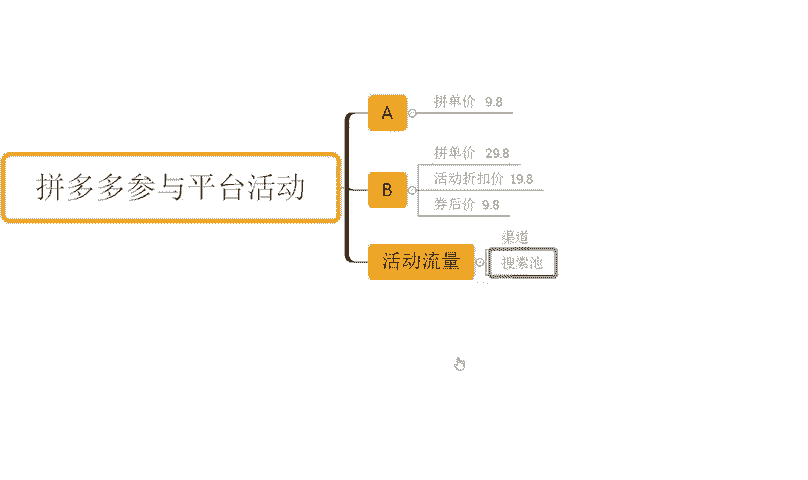 拼多多参与平台活动
A
拼单价 9.8
B
拼单价 29.8
活动折扣价 19.8
券后价 9.8
活动流量
渠道
搜索池